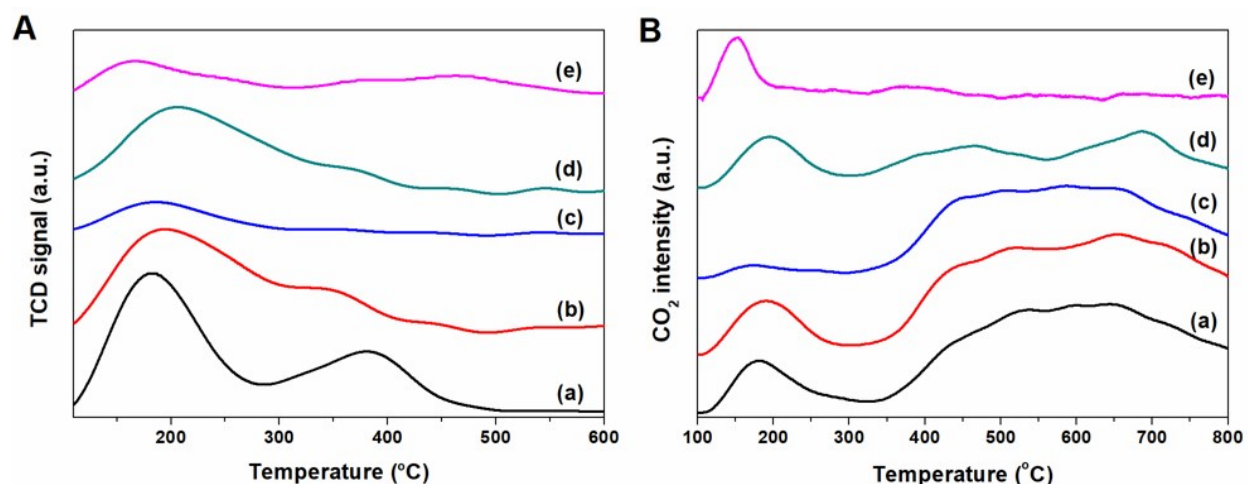 A
TCD signal (a.u.)
(e)
(d)
(c)
(b)
(a)
200 300 400 500 600
Temperature (ºC)
B
CO₂ intensity (a.u.)
(e)
(d)
(c)
(b)
(a)
100 200 300 400 500 600 700 800
Temperature (°C)